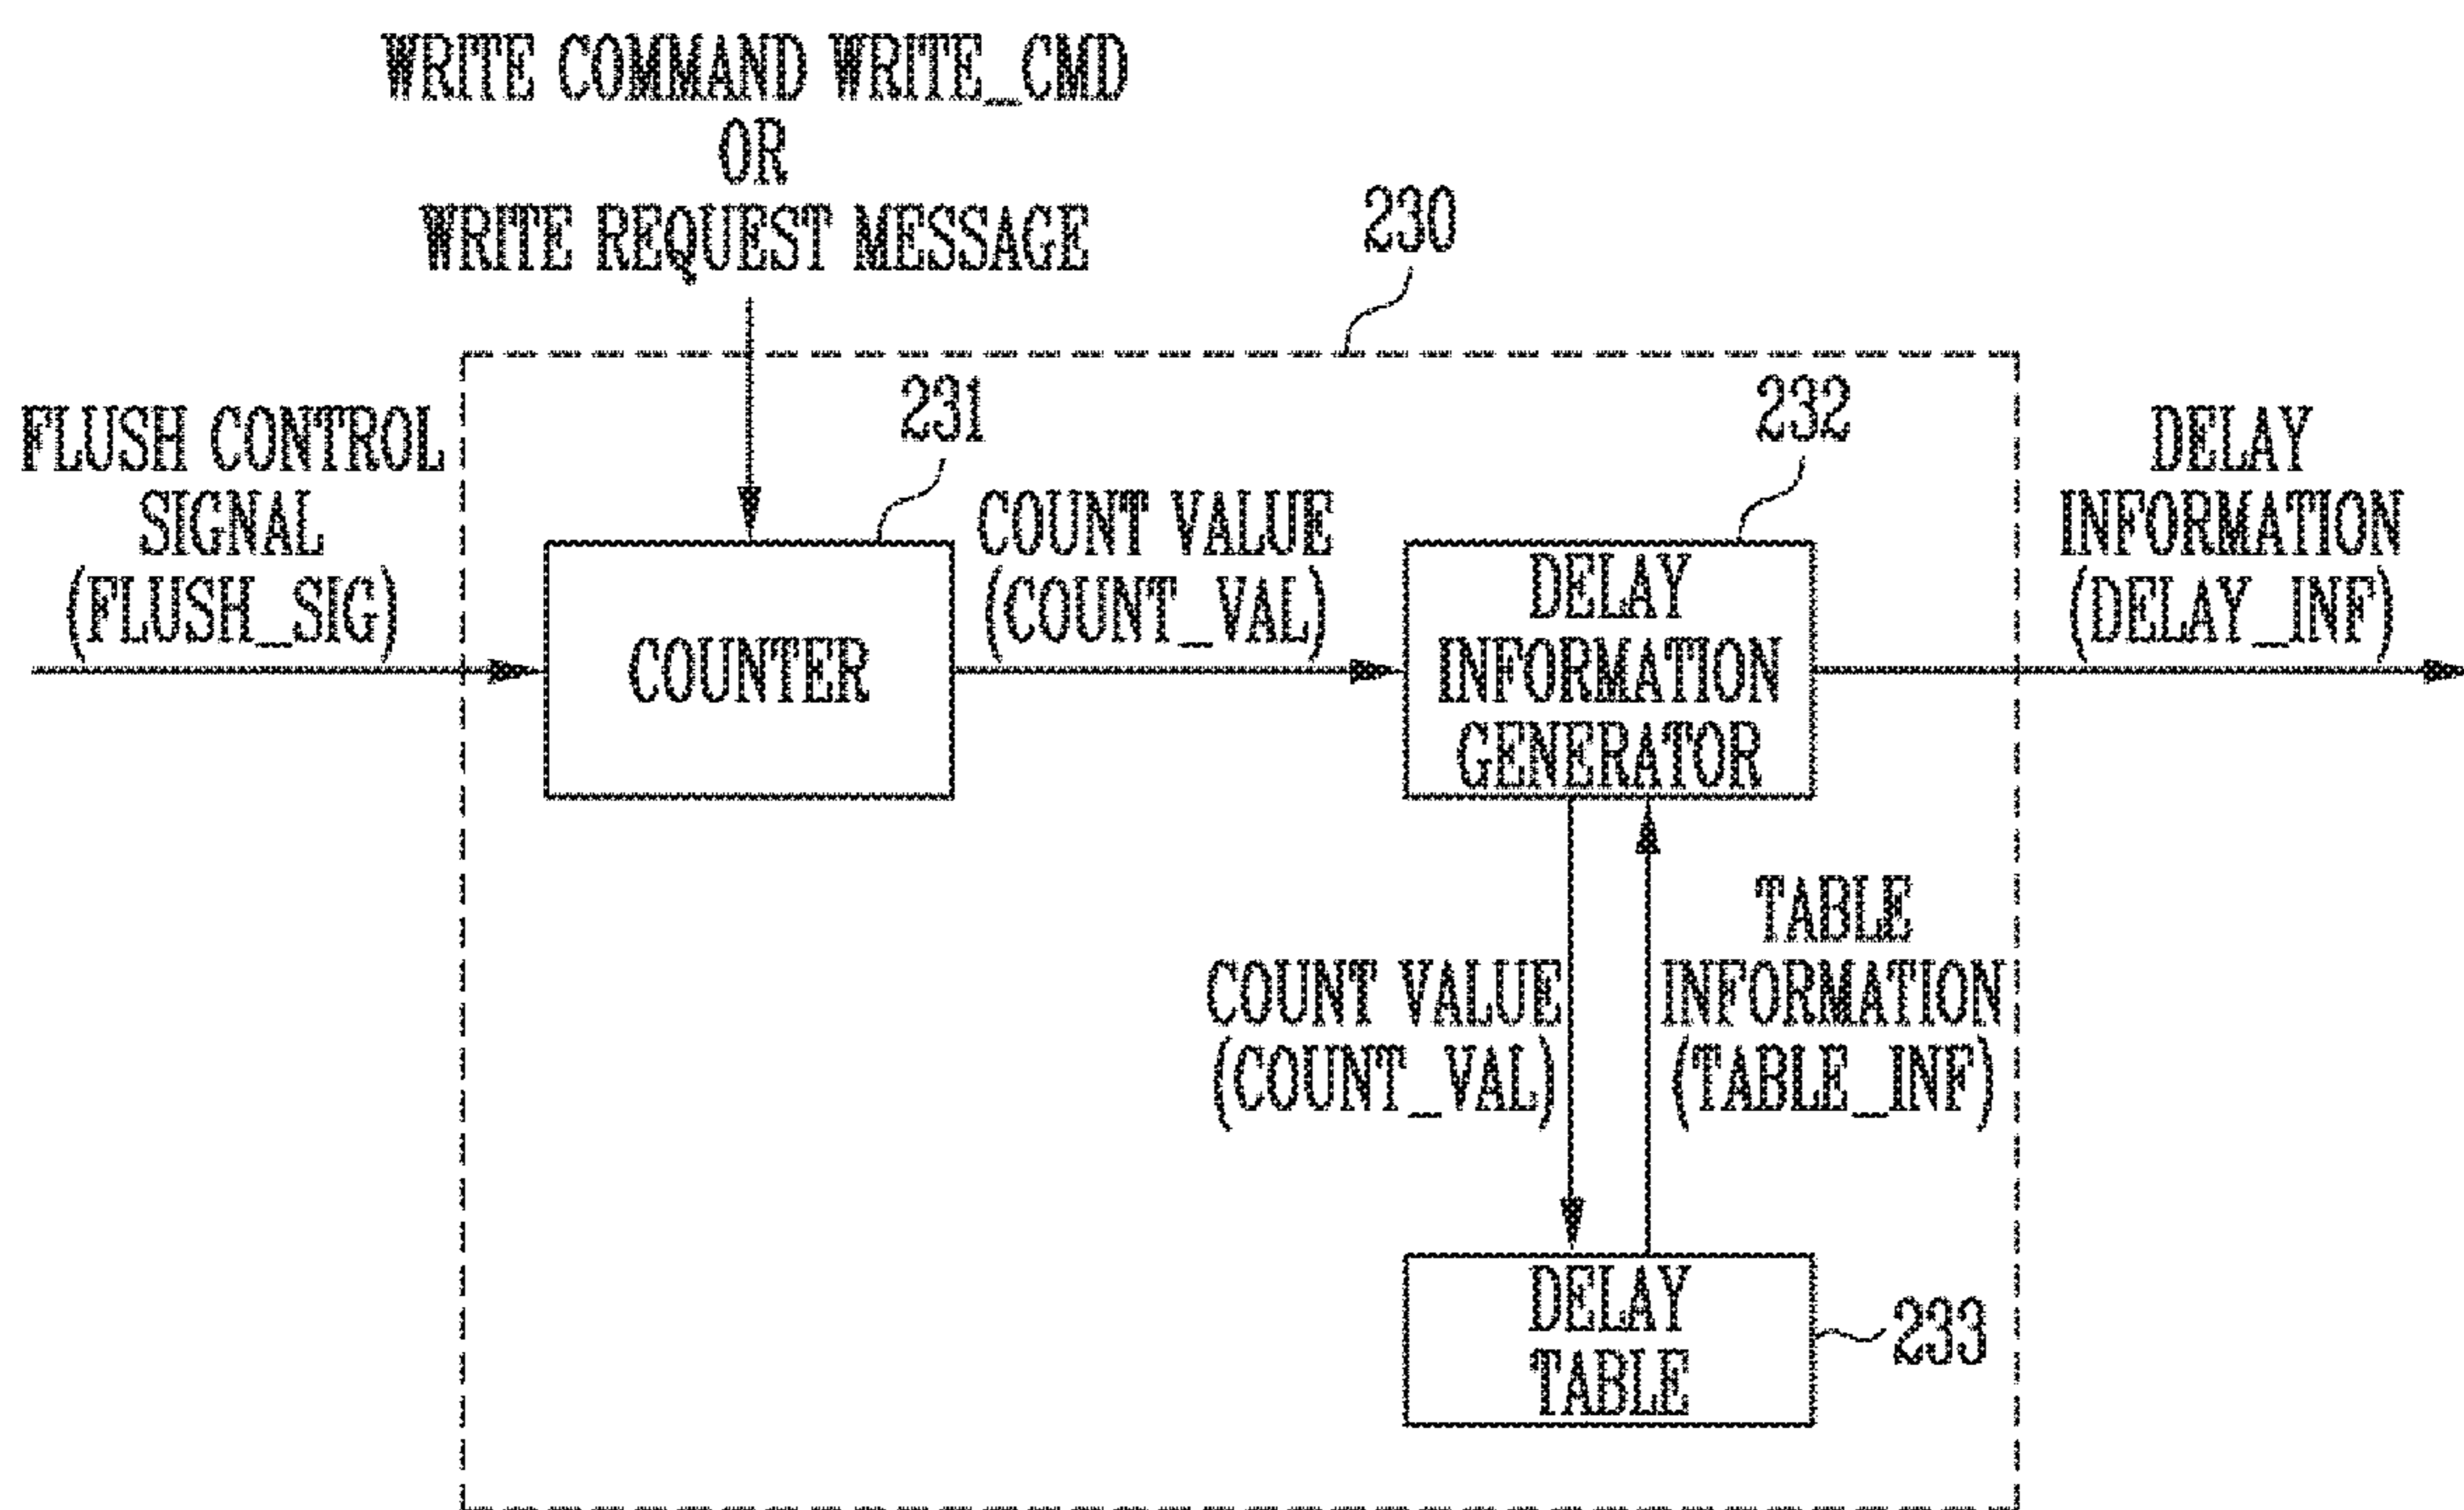 WRITE COMMAND WRITE_CMD
OR
WRITE REQUEST MESSAGE
230
231
232
FLUSH CONTROL
SIGNAL
(FLUSH_SIG)
COUNTER
COUNT VALUE
(COUNT_VAL)
DELAY
INFORMATION
GENERATOR
DELAY
INFORMATION
(DELAY_INF)
COUNT VALUE
(COUNT_VAL)
TABLE
INFORMATION
(TABLE_INF)
DELAY
TABLE
233